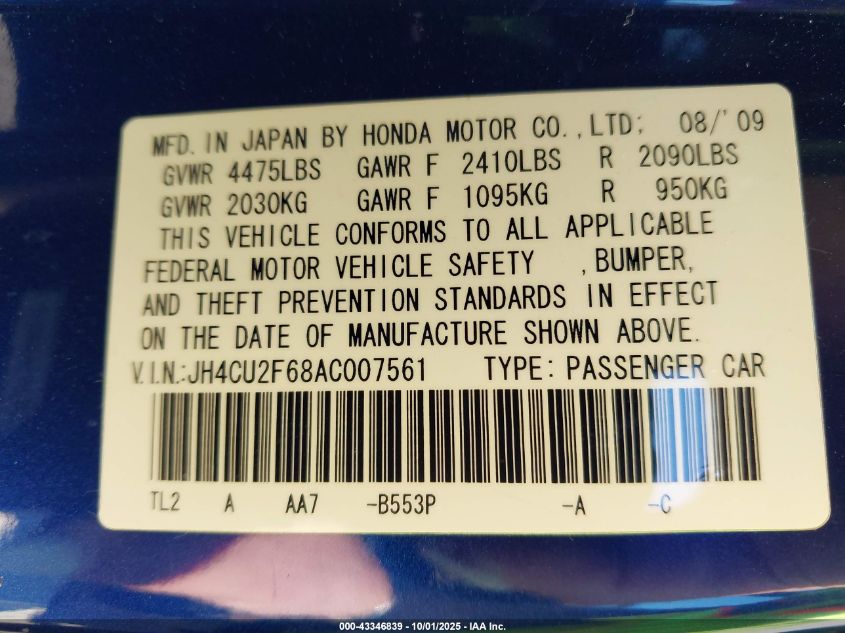 MFD. IN JAPAN BY HONDA MOTOR CO., LTD; 08/'09
GVWR 4475LBS GAWR F 2410LBS R 2090LBS
GVWR 2030KG GAWR F 1095KG R 950KG
THIS VEHICLE CONFORMS TO ALL APPLICABLE
FEDERAL MOTOR VEHICLE SAFETY , BUMPER,
AND THEFT PREVENTION STANDARDS IN EFFECT
ON THE DATE OF MANUFACTURE SHOWN ABOVE.
V.I.N.:JH4CU2F68AC007561 TYPE: PASSENGER CAR
TL2 A AA7 -B553P -A -C
000-43346839 - 10/01/2025 - IAA Inc.